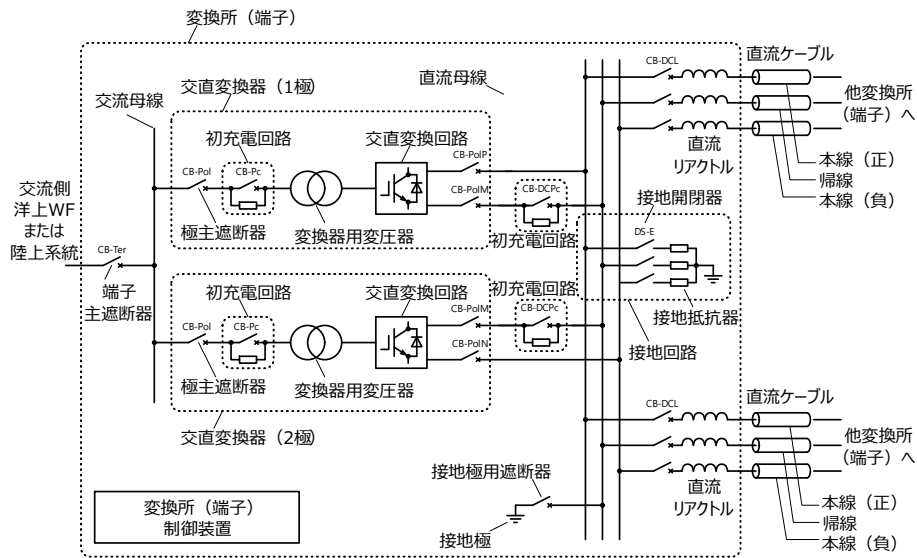 変換所（端子）
交流母線
交直変換器（1極）
直流母線
初充電回路
交直変換回路
CB-Pol
CB-Pc
CB-PolP
CB-PolM
CB-DCPc
極主遮断器
変換器用変圧器
初充電回路
CB-DCL
直流ケーブル
他変換所
（端子）へ
直流
リアクトル
本線（正）
帰線
本線（負）
接地開閉器
DS-E
接地抵抗器
接地回路
交流側
洋上WF
または
陸上系統
CB-Ter
端子
主遮断器
初充電回路
交直変換回路
初充電回路
CB-Pol
CB-Pc
CB-PolM
CB-PolN
CB-DCPc
極主遮断器
変換器用変圧器
交直変換器（2極）
CB-DCL
直流ケーブル
他変換所
（端子）へ
直流
リアクトル
本線（正）
帰線
本線（負）
接地極用遮断器
接地極
変換所（端子）
制御装置